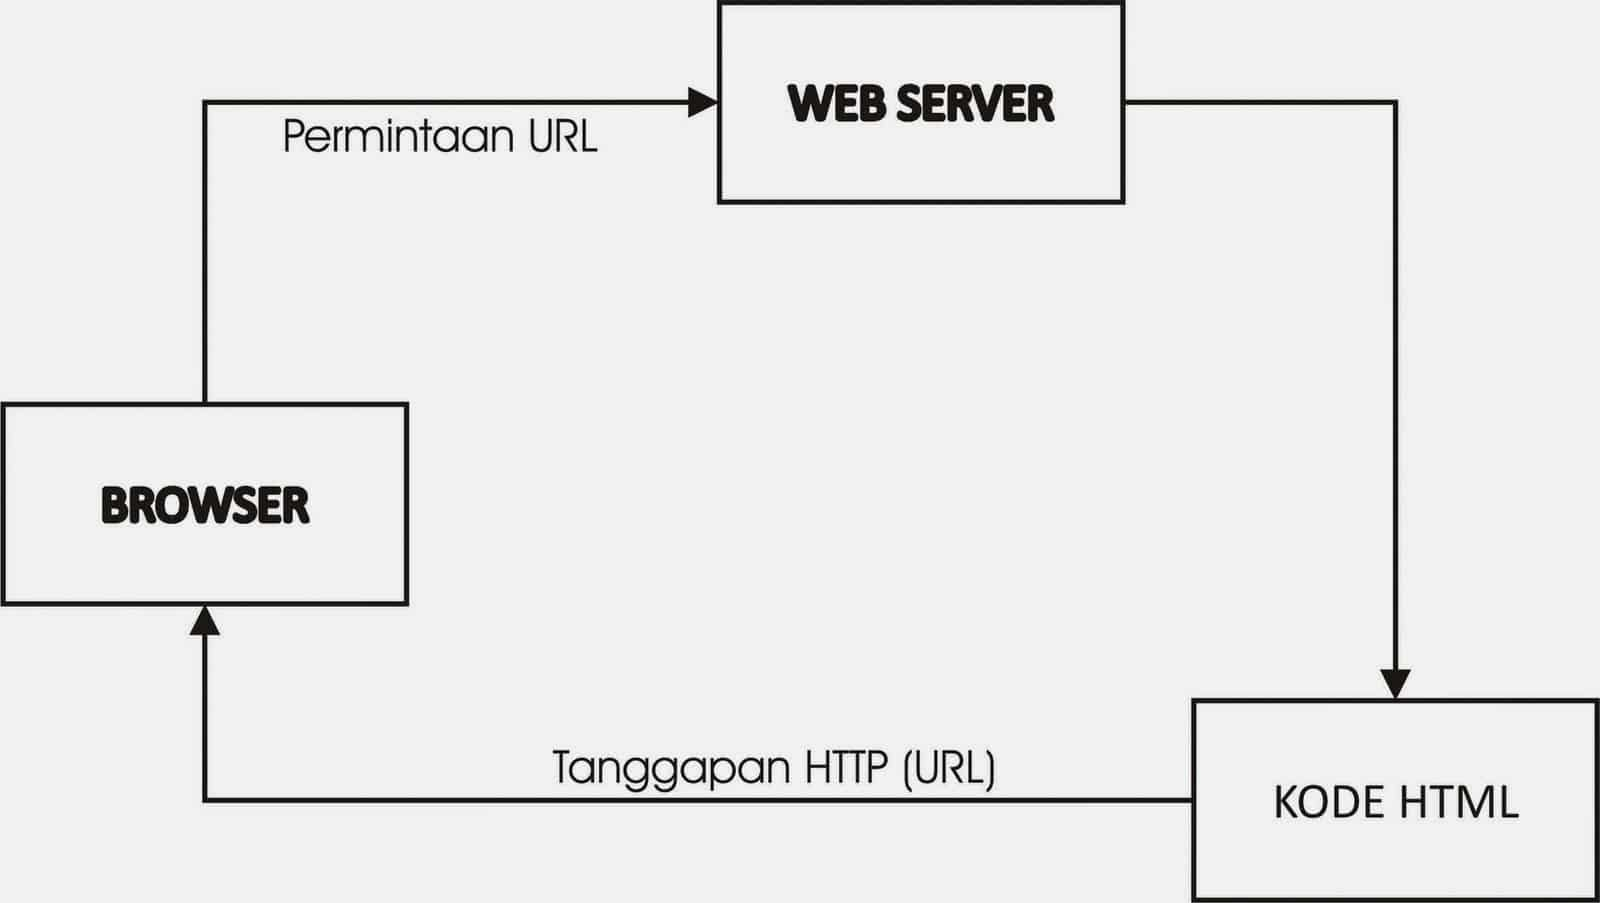 WEB SERVER
Permintaan URL
BROWSER
Tanggapan HTTP (URL)
KODE HTML